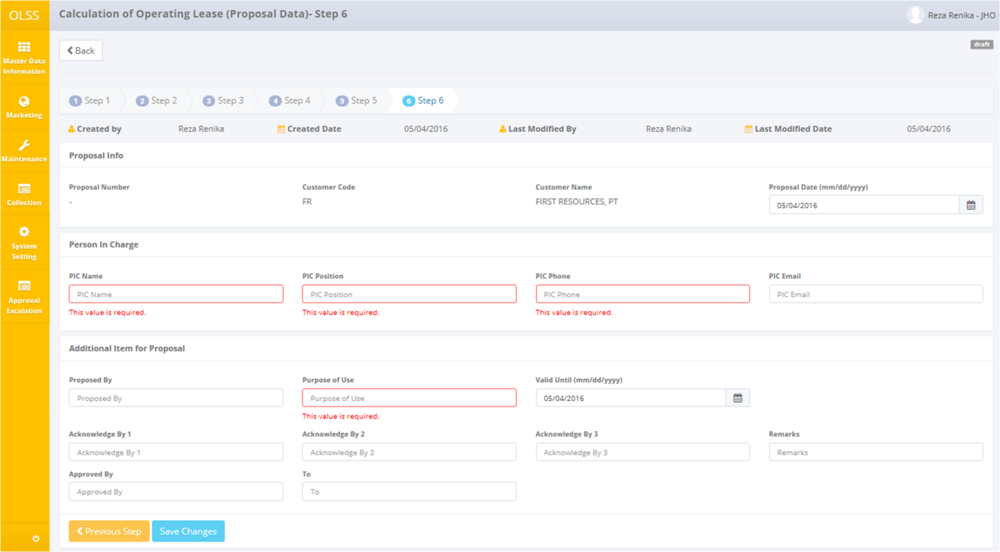 OLSS
Calculation of Operating Lease (Proposal Data)- Step 6
Reza Renika - JHO
Master Data
Information
Marketing
Maintenance
Collection
System
Setting
Approval
Escalation
Back
draft
1 Step 1
2 Step 2
3 Step 3
4 Step 4
5 Step 5
6 Step 6
Created by Reza Renika Created Date 05/04/2016 Last Modified By Reza Renika Last Modified Date 05/04/2016
Proposal Info
Proposal Number Customer Code Customer Name Proposal Date (mm/dd/yyyy)
- FR FIRST RESOURCES, PT 05/04/2016
Person In Charge
PIC Name PIC Position PIC Phone PIC Email
PIC Name PIC Position PIC Phone PIC Email
This value is required. This value is required. This value is required.
Additional Item for Proposal
Proposed By Purpose of Use Valid Until (mm/dd/yyyy)
Proposed By Purpose of Use 05/04/2016
This value is required.
Acknowledge By 1 Acknowledge By 2 Acknowledge By 3 Remarks
Acknowledge By 1 Acknowledge By 2 Acknowledge By 3 Remarks
Approved By To
Approved By To
Previous Step Save Changes